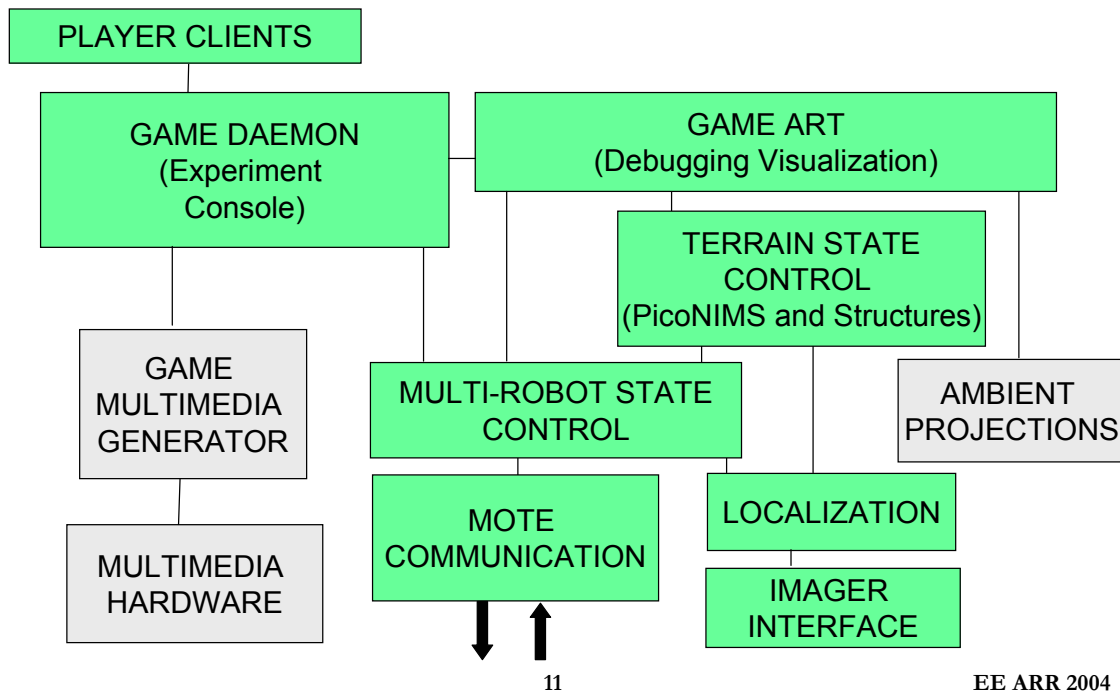 PLAYER CLIENTS
GAME DAEMON
(Experiment
Console)
GAME ART
(Debugging Visualization)
TERRAIN STATE
CONTROL
(PicoNIMS and Structures)
GAME
MULTIMEDIA
GENERATOR
MULTI-ROBOT STATE
CONTROL
AMBIENT
PROJECTIONS
MOTE
COMMUNICATION
LOCALIZATION
MULTIMEDIA
HARDWARE
IMAGER
INTERFACE
11
EE ARR 2004